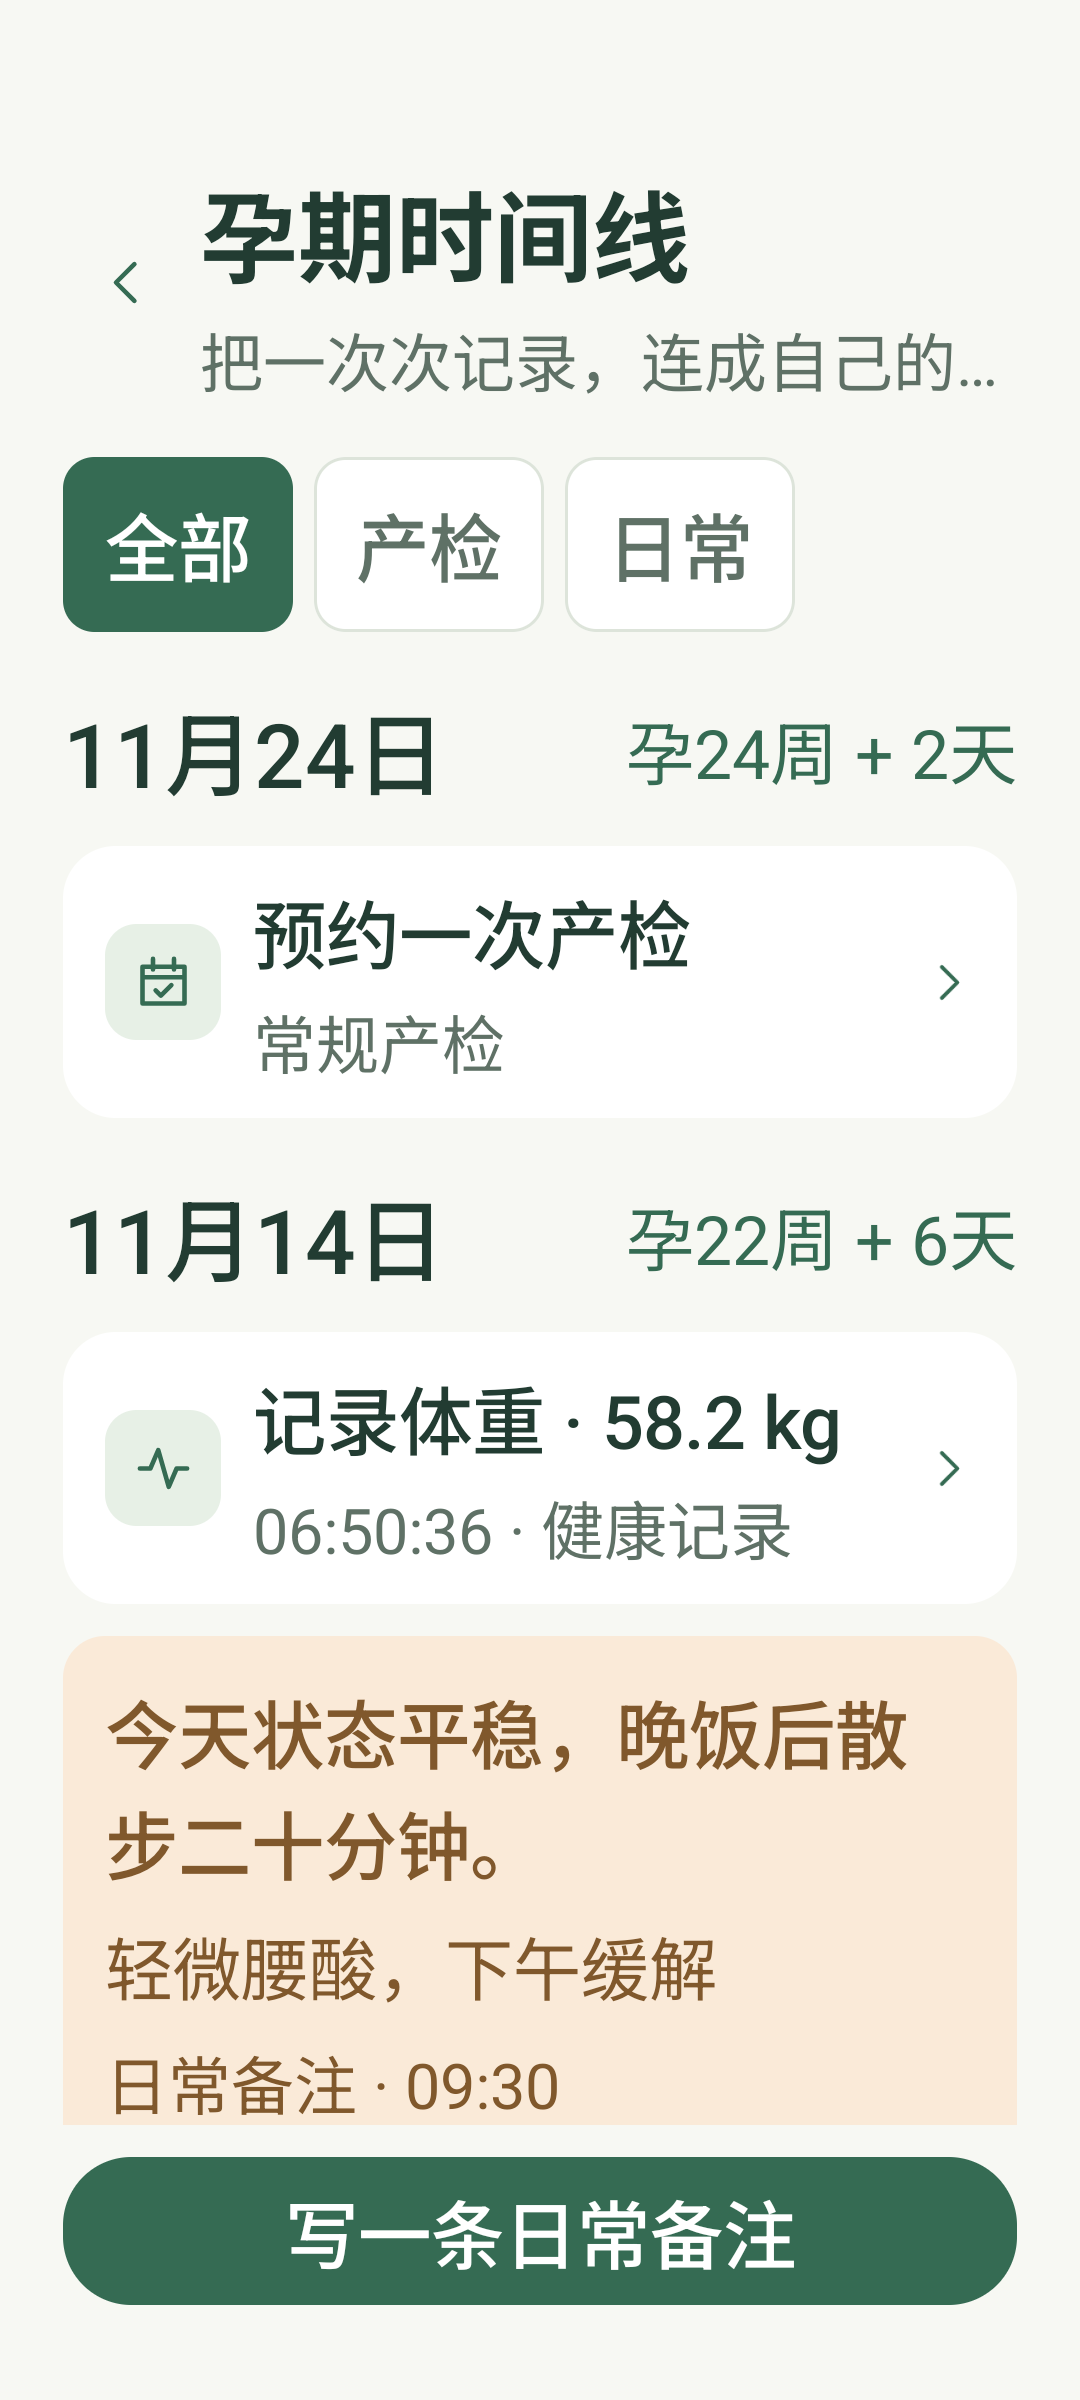 孕期时间线
把一次次记录，连成自己的...
全部
产检
日常
11月24日
孕24周 + 2天
预约一次产检
常规产检
11月14日
孕22周 + 6天
记录体重 · 58.2 kg
06:50:36 · 健康记录
今天状态平稳，晚饭后散
步二十分钟。
轻微腰酸，下午缓解
日常备注 · 09:30
写一条日常备注